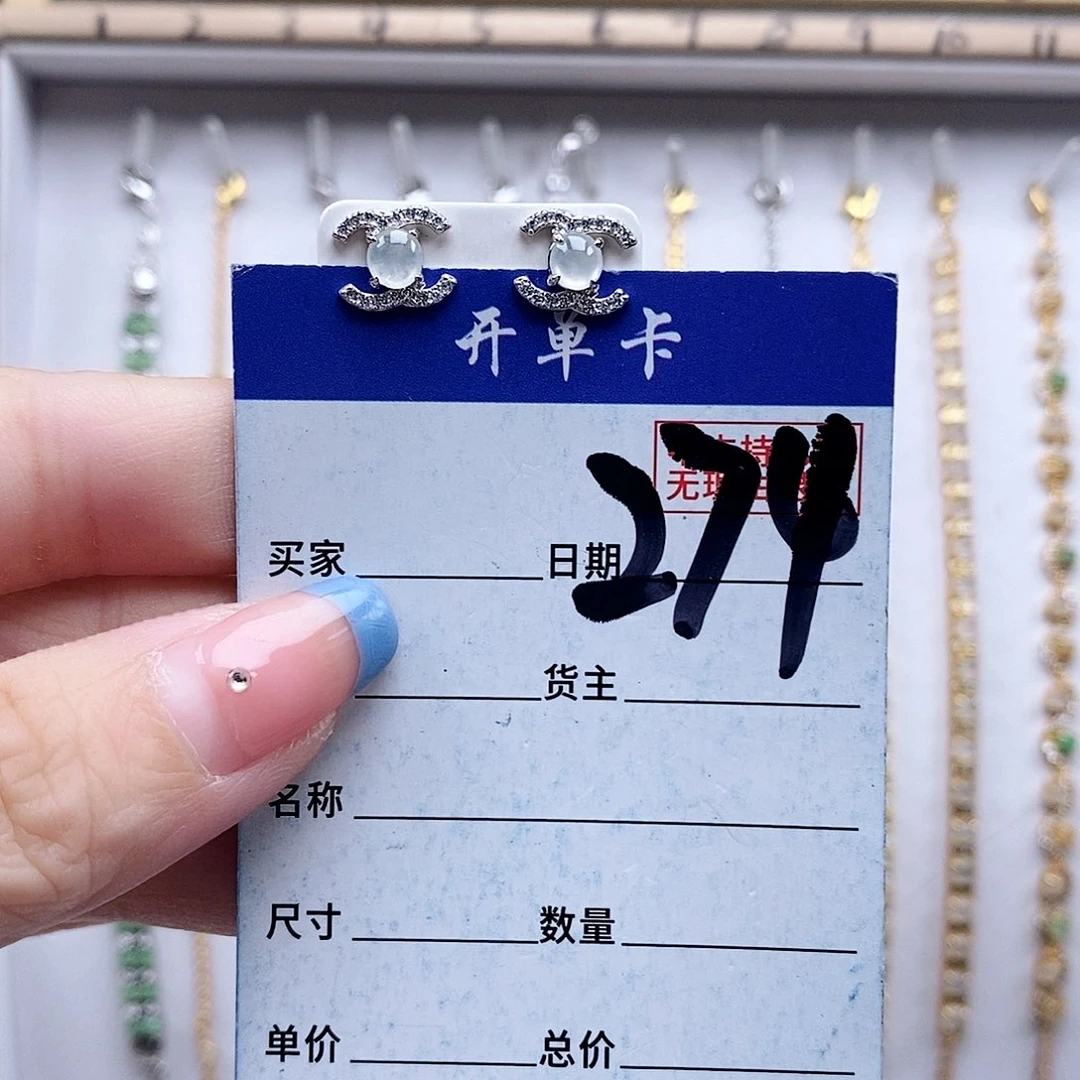 开单卡
274
买家 日期
货主
名称
尺寸 数量
单价 总价